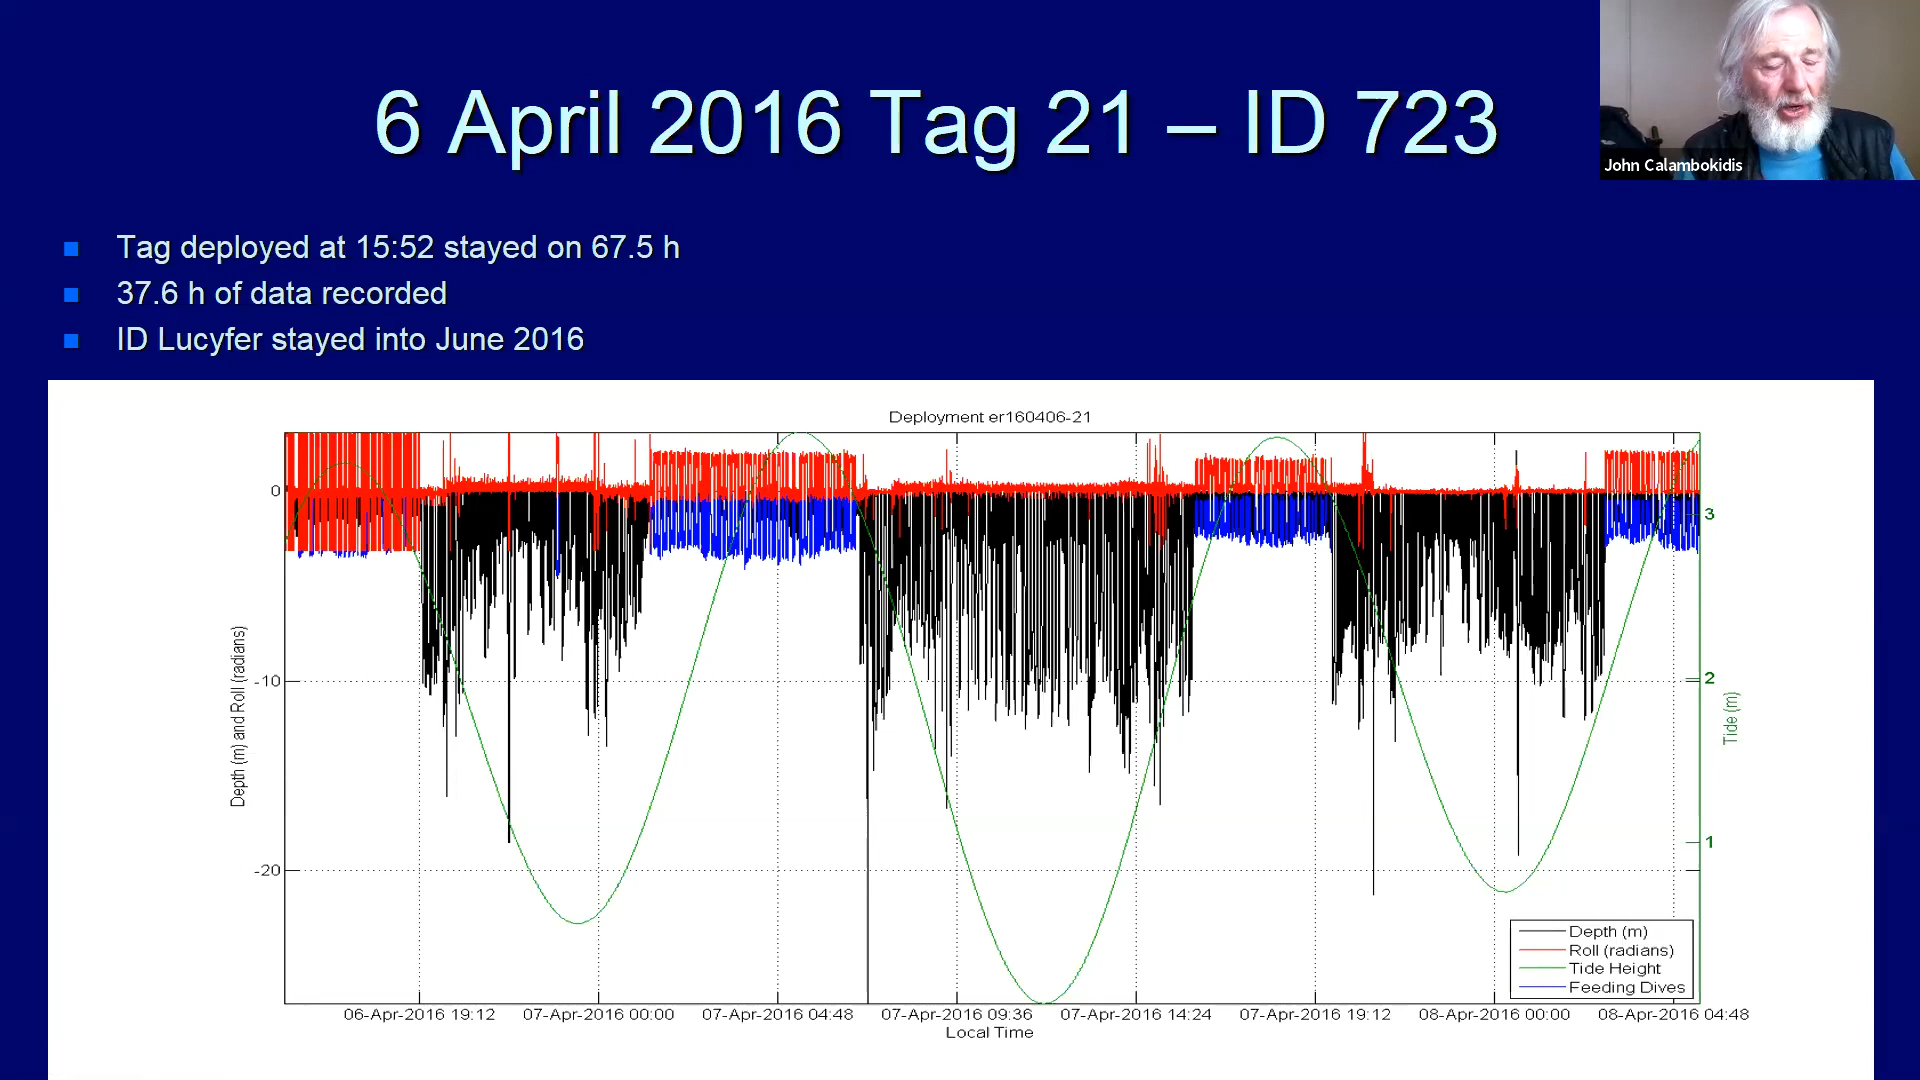 6 April 2016 Tag 21 – ID 723
John Calambokidis
Tag deployed at 15:52 stayed on 67.5 h
37.6 h of data recorded
ID Lucyfer stayed into June 2016
Deployment er160406-21
0
-10
-20
Depth (m) and Roll (radians)
3
2
1
Tide (m)
Depth (m)
Roll (radians)
Tide Height
Feeding Dives
06-Apr-2016 19:12 07-Apr-2016 00:00 07-Apr-2016 04:48 07-Apr-2016 09:36 07-Apr-2016 14:24 07-Apr-2016 19:12 08-Apr-2016 00:00 08-Apr-2016 04:48
Local Time